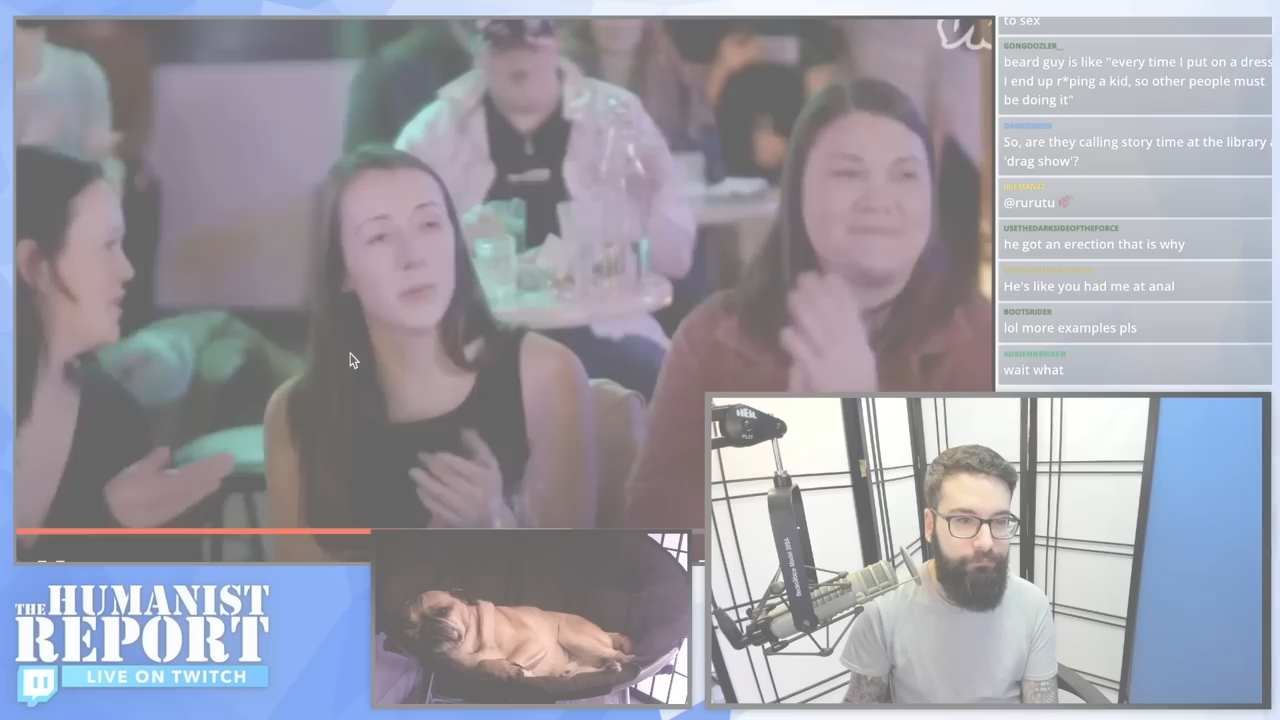 to sex
GONGOOZLER__
beard guy is like "every time I put on a dress
I end up r*ping a kid, so other people must
be doing it"
So, are they calling story time at the library a
'drag show'?
@rurutu
USETHEDARKSIDEOFTHEFORCE
he got an erection that is why
He's like you had me at anal
BOOTSRIDER
lol more examples pls
wait what
HEIL
THE HUMANIST
REPORT
LIVE ON TWITCH